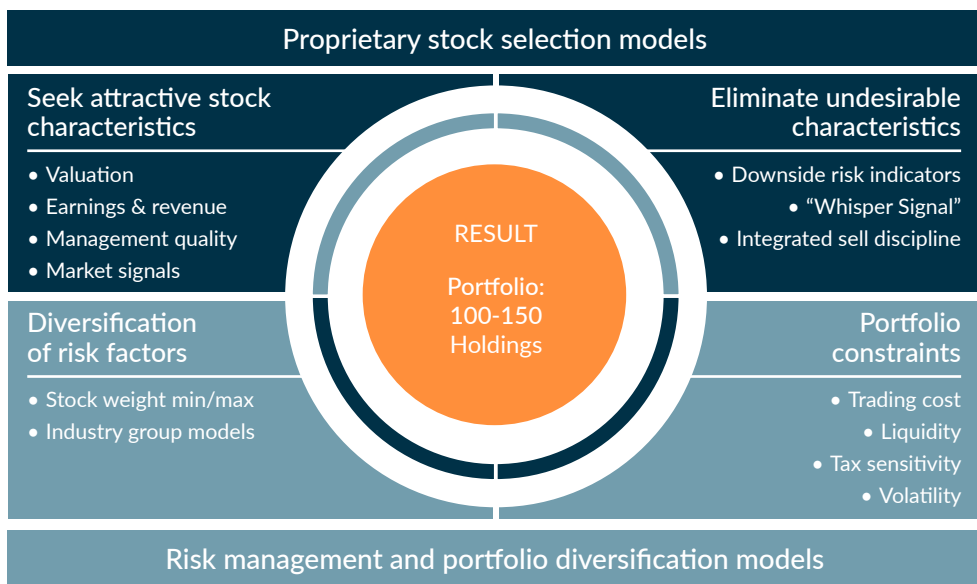 Proprietary stock selection models
Seek attractive stock
characteristics
• Valuation
• Earnings & revenue
• Management quality
• Market signals
Eliminate undesirable
characteristics
• Downside risk indicators
• “Whisper Signal”
• Integrated sell discipline
RESULT
Portfolio:
100-150
Holdings
Diversification
of risk factors
• Stock weight min/max
• Industry group models
Portfolio
constraints
• Trading cost
• Liquidity
• Tax sensitivity
• Volatility
Risk management and portfolio diversification models